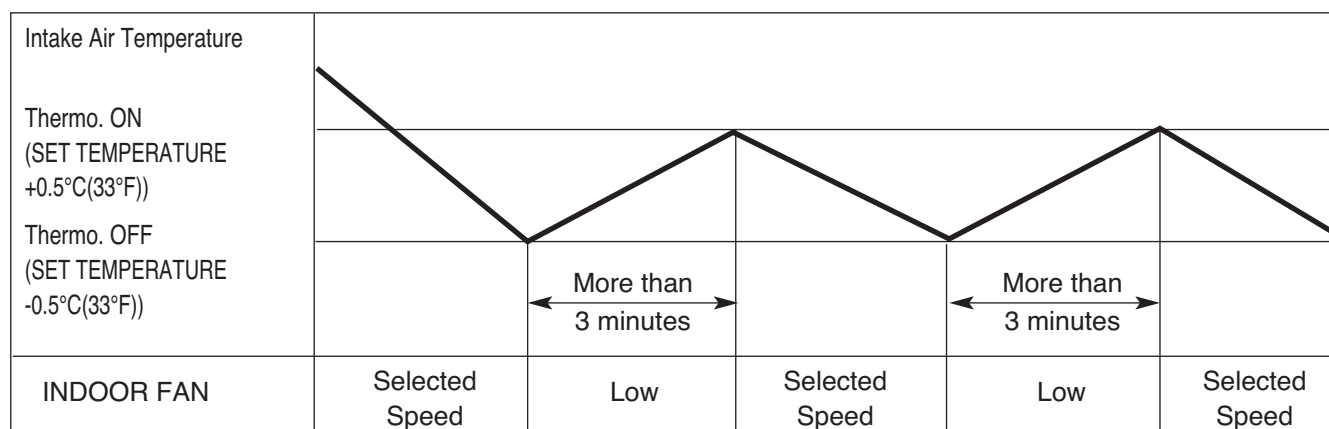 Intake Air Temperature
Thermo. ON
(SET TEMPERATURE
+0.5°C(33°F))
Thermo. OFF
(SET TEMPERATURE
-0.5°C(33°F))
More than
3 minutes
More than
3 minutes
INDOOR FAN
Selected
Speed
Low
Selected
Speed
Low
Selected
Speed